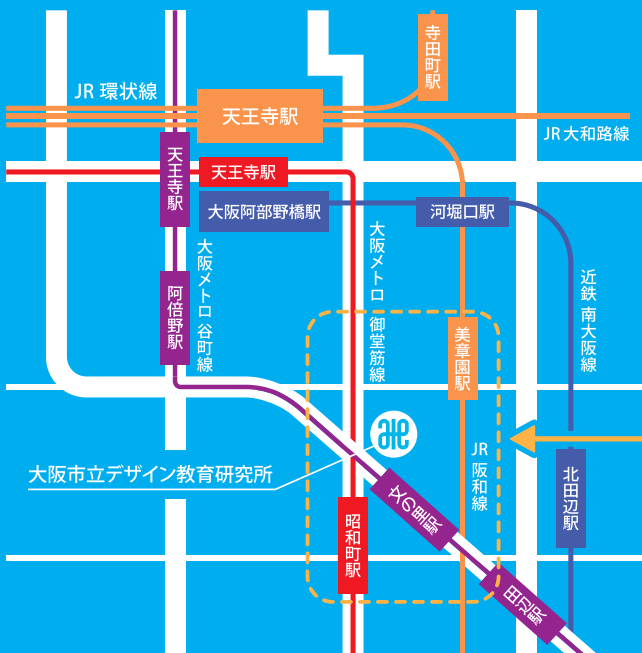 寺田町駅
JR 環状線
天王寺駅
JR 大和路線
天王寺駅
天王寺駅
大阪阿部野橋駅
河堀口駅
大阪メトロ 谷町線
大阪メトロ 御堂筋線
近鉄 南大阪線
阿倍野駅
美章園駅
JR 阪和線
大阪市立デザイン教育研究所
北田辺駅
女の里駅
昭和町駅
田辺駅